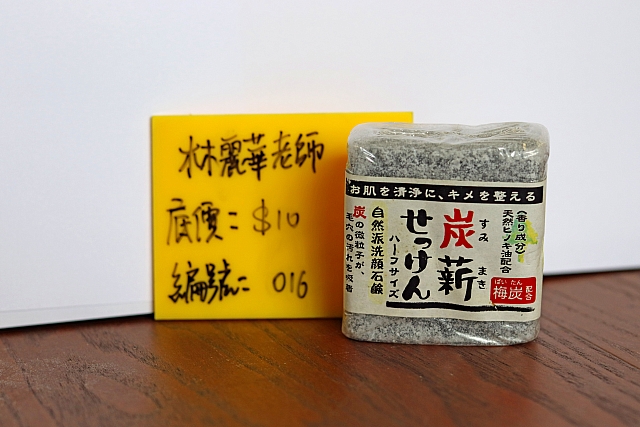 林麗華老師
底價：$10
編號：016
お肌を清浄に、キメを整える
〈香り成分〉
天然ヒノキ油配合
炭薪
すみ まき
せっけん
ハーフサイズ
自然派洗顔石鹸
炭の微粒子が、
毛穴の汚れを吸着
ばい たん
梅炭配合